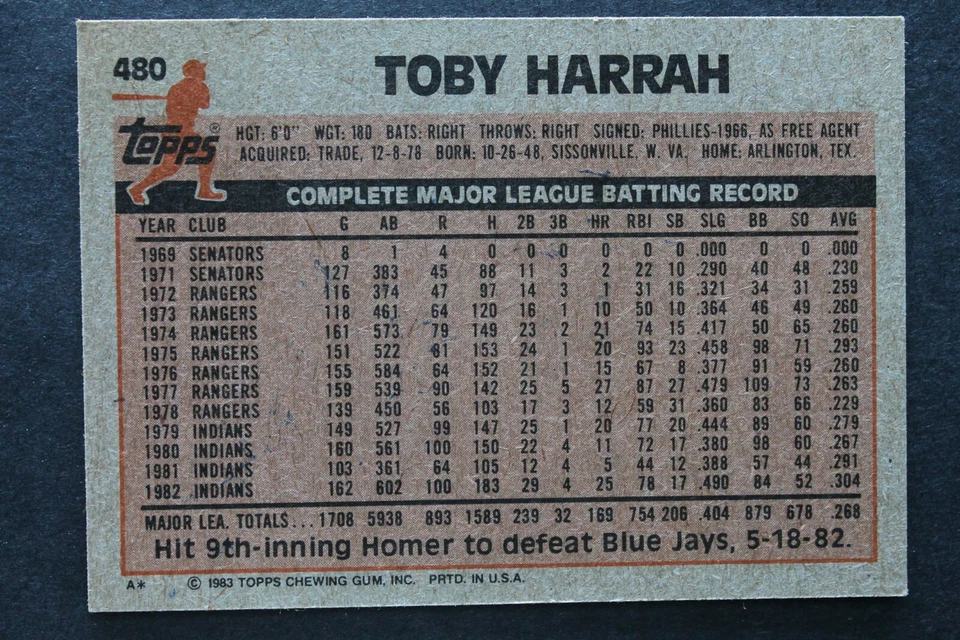 480
TOBY HARRAH
topps®
HGT: 6'0" WGT: 180 BATS: RIGHT THROWS: RIGHT SIGNED: PHILLIES-1966, AS FREE AGENT
ACQUIRED: TRADE, 12-8-78 BORN: 10-26-48, SISSONVILLE, W. VA. HOME: ARLINGTON, TEX.
COMPLETE MAJOR LEAGUE BATTING RECORD
YEAR CLUB G AB R H 2B 3B HR RBI SB SLG BB SO AVG
1969 SENATORS 8 1 4 0 0 0 0 0 0 .000 0 0 .000
1971 SENATORS 127 383 45 88 11 3 2 22 10 .290 40 48 .230
1972 RANGERS 116 374 47 97 14 3 1 31 16 .321 34 31 .259
1973 RANGERS 118 461 64 120 16 1 10 50 10 .364 46 49 .260
1974 RANGERS 161 573 79 149 23 2 21 74 15 .417 50 65 .260
1975 RANGERS 151 522 81 153 24 1 20 93 23 .458 98 71 .293
1976 RANGERS 155 584 64 152 21 1 15 67 8 .377 91 59 .260
1977 RANGERS 159 539 90 142 25 5 27 87 27 .479 109 73 .263
1978 RANGERS 139 450 56 103 17 3 12 59 31 .360 83 66 .229
1979 INDIANS 149 527 99 147 25 1 20 77 20 .444 89 60 .279
1980 INDIANS 160 561 100 150 22 4 11 72 17 .380 98 60 .267
1981 INDIANS 103 361 64 105 12 4 5 44 12 .388 57 44 .291
1982 INDIANS 162 602 100 183 29 4 25 78 17 .490 84 52 .304
MAJOR LEA. TOTALS... 1708 5938 893 1589 239 32 169 754 206 .404 879 678 .268
Hit 9th-inning Homer to defeat Blue Jays, 5-18-82.
A* © 1983 TOPPS CHEWING GUM, INC. PRTD. IN U.S.A.